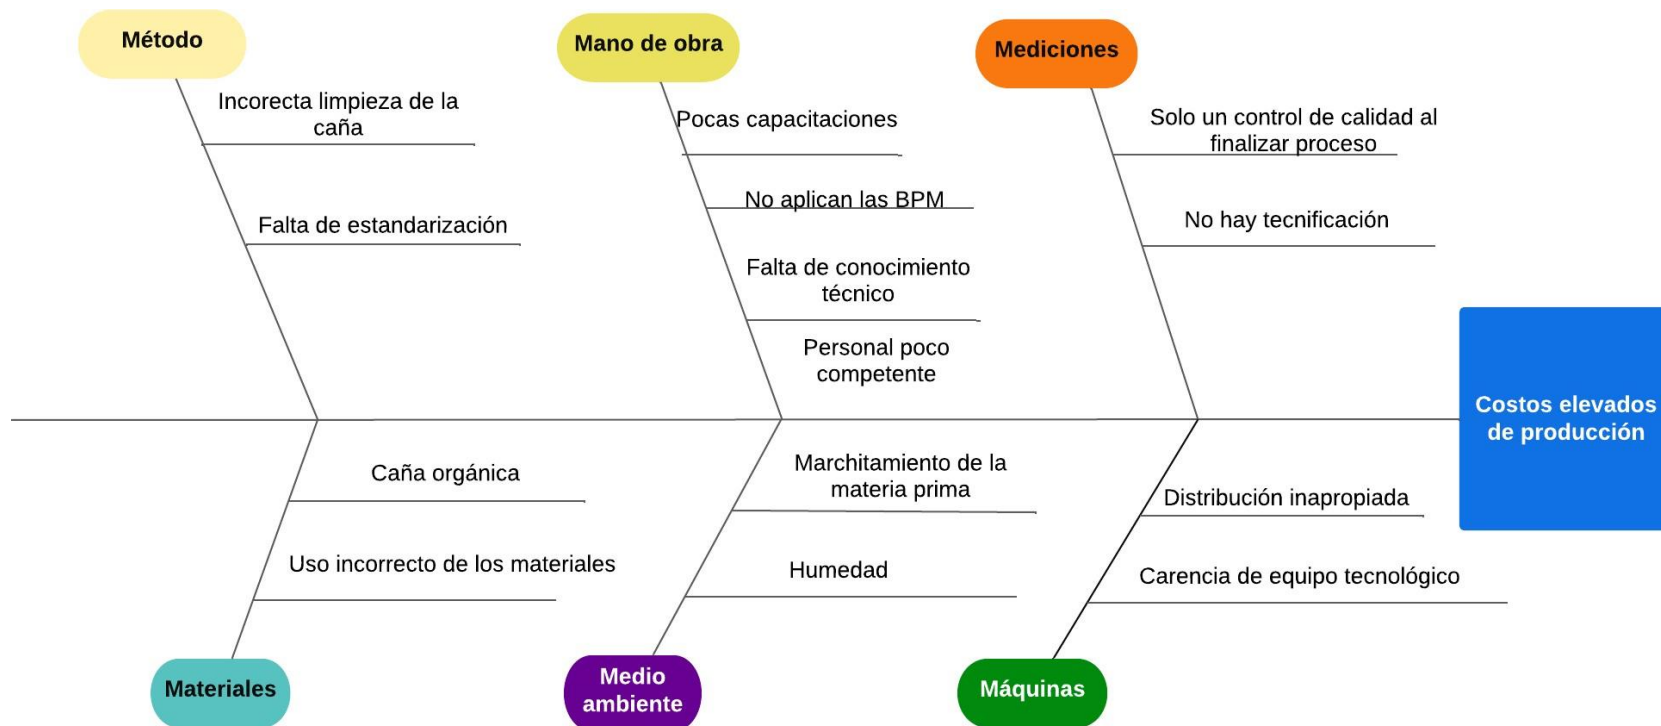 Método
Incorecta limpieza de la
caña
Falta de estandarización
Mano de obra
Pocas capacitaciones
No aplican las BPM
Falta de conocimiento
técnico
Personal poco
competente
Mediciones
Solo un control de calidad al
finalizar proceso
No hay tecnificación
Costos elevados
de producción
Caña orgánica
Uso incorrecto de los materiales
Materiales
Marchitamiento de la
materia prima
Humedad
Medio
ambiente
Distribución inapropiada
Carencia de equipo tecnológico
Máquinas